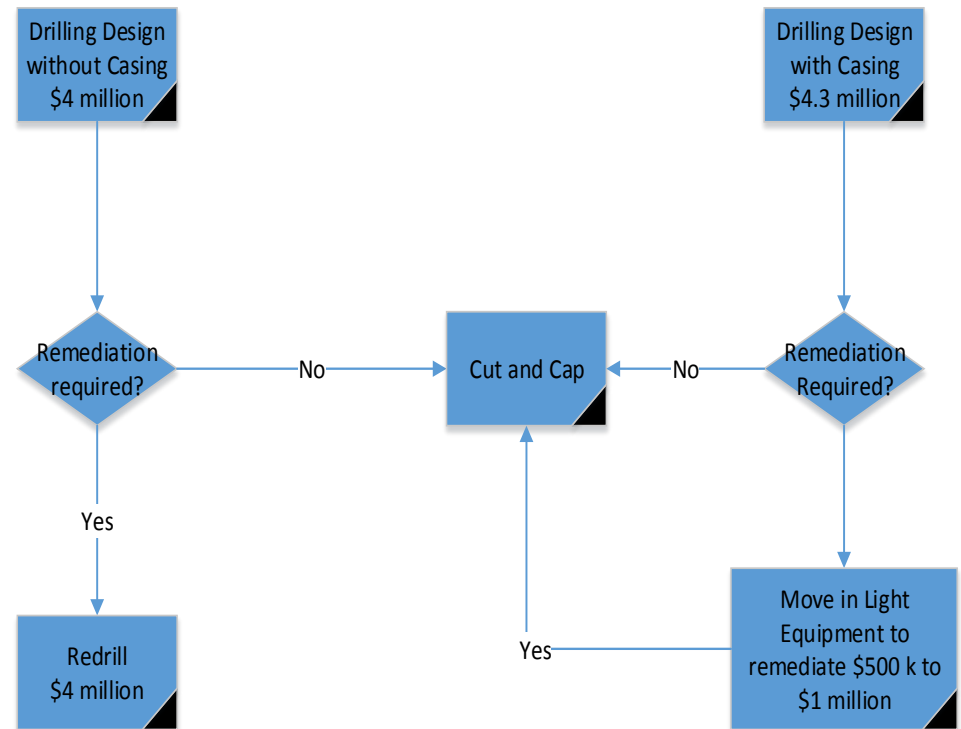 Drilling Design
without Casing
$4 million
Drilling Design
with Casing
$4.3 million
Remediation
required?
No
Cut and Cap
No
Remediation
Required?
Yes
Redrill
$4 million
Yes
Move in Light
Equipment to
remediate $500 k to
$1 million